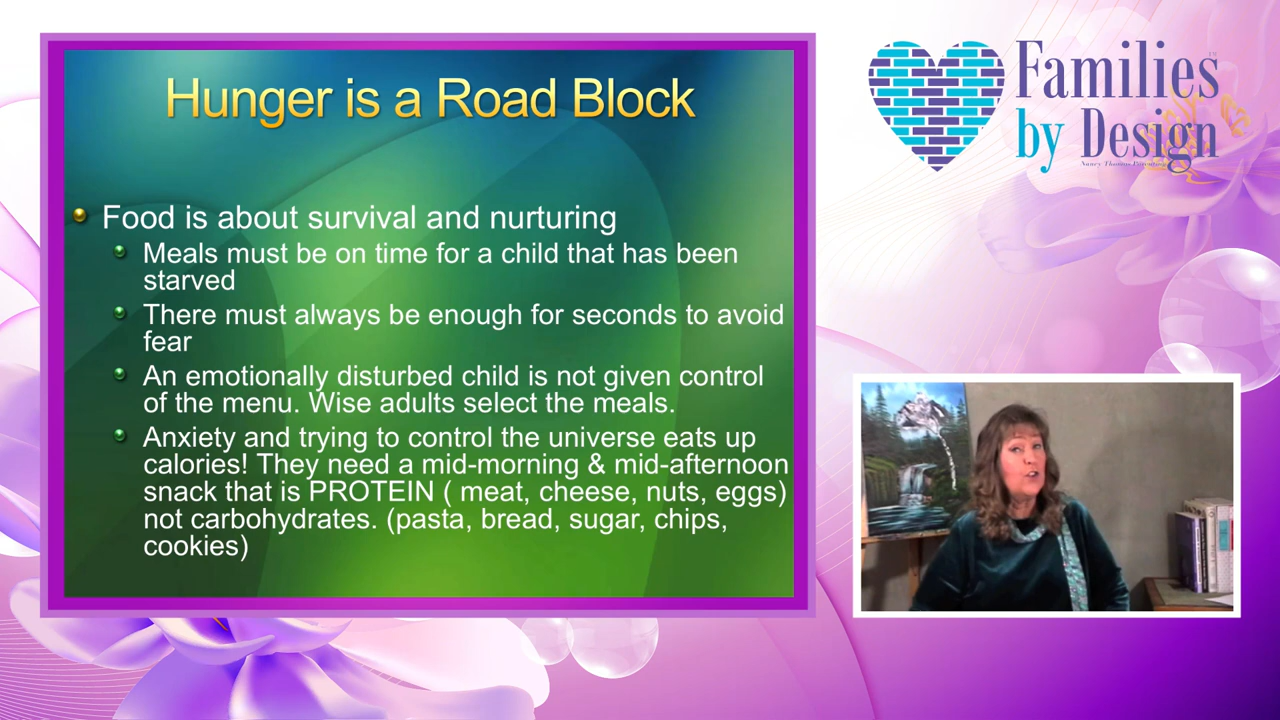 Hunger is a Road Block
Food is about survival and nurturing
Meals must be on time for a child that has been
starved
There must always be enough for seconds to avoid
fear
An emotionally disturbed child is not given control
of the menu. Wise adults select the meals.
Anxiety and trying to control the universe eats up
calories! They need a mid-morning & mid-afternoon
snack that is PROTEIN ( meat, cheese, nuts, eggs)
not carbohydrates. (pasta, bread, sugar, chips,
cookies)
Families
by Design
Nancy Thomas